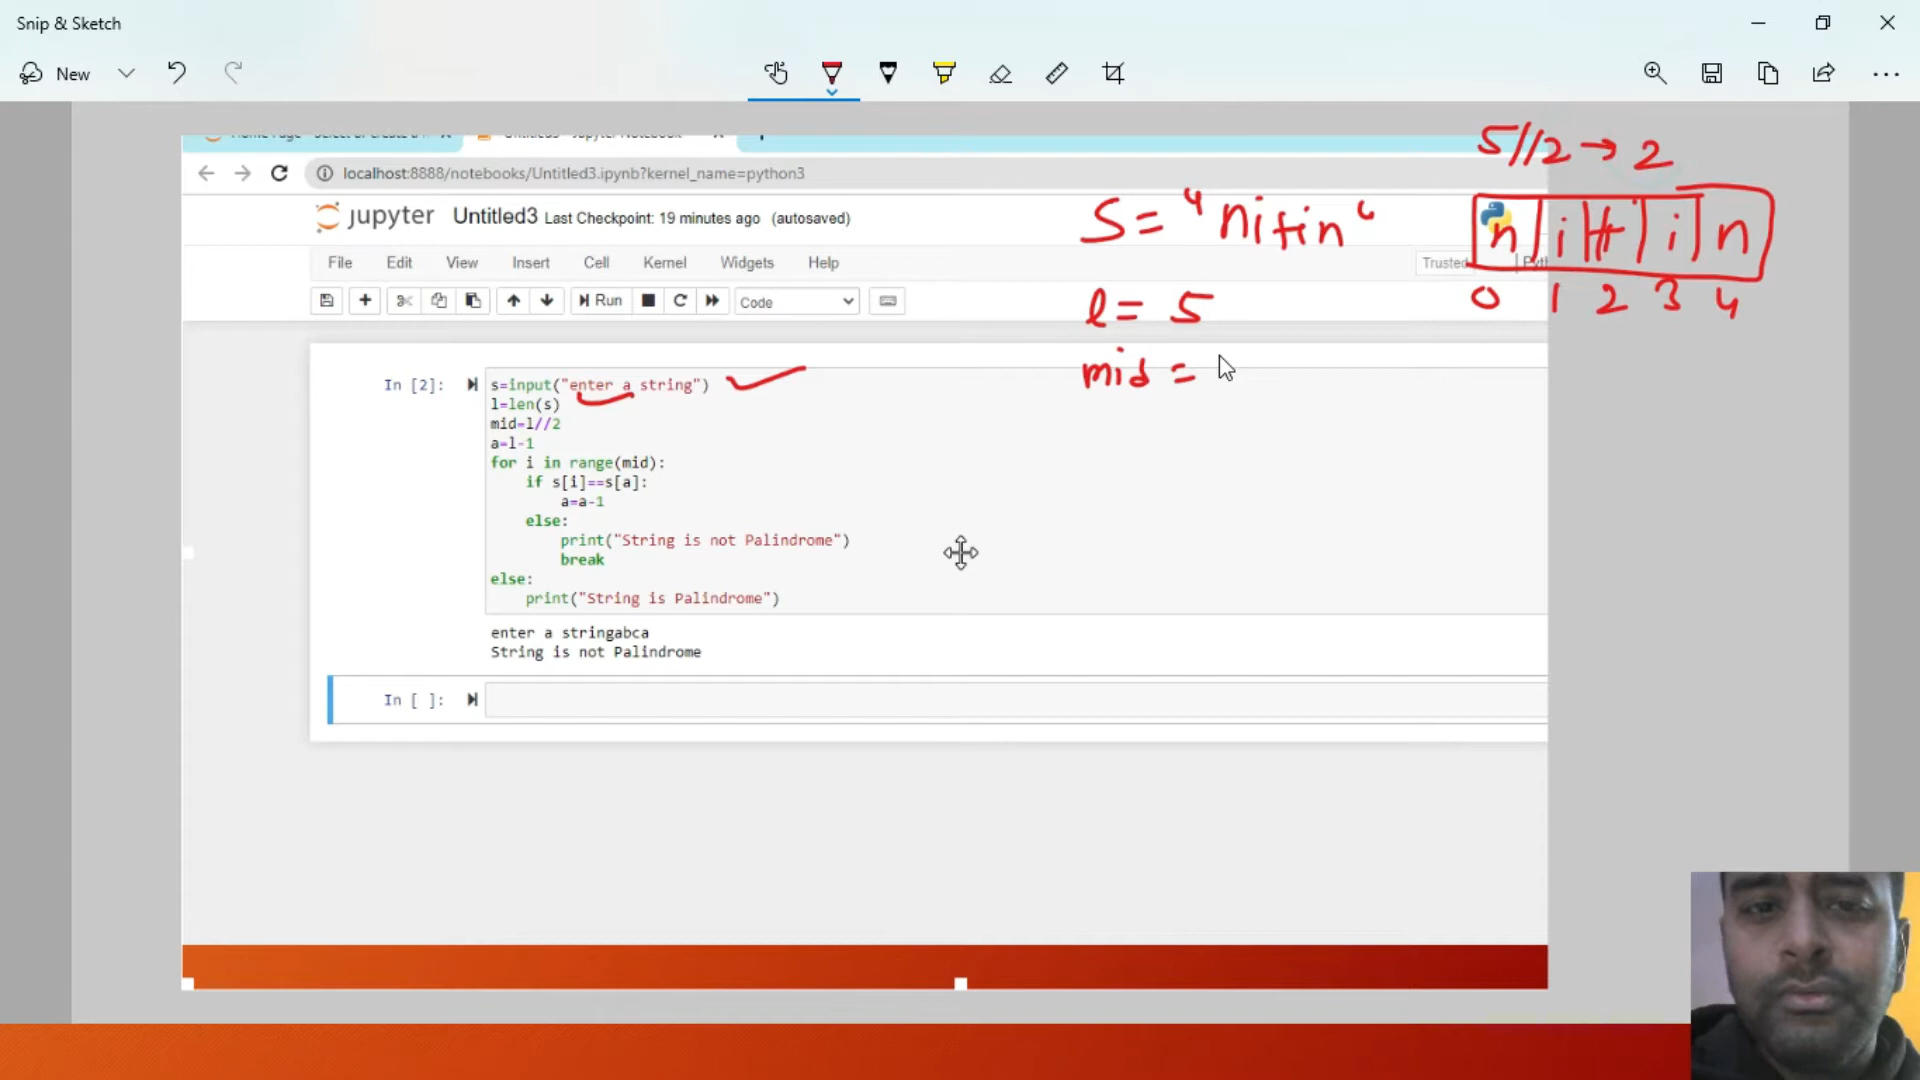 Snip & Sketch
New
localhost:8888/notebooks/Untitled3.ipynb?kernel_name=python3
jupyter Untitled3 Last Checkpoint: 19 minutes ago (autosaved)
File Edit View Insert Cell Kernel Widgets Help
Trusted
Run Code
In [2]: s=input("enter a string")
l=len(s)
mid=l//2
a=l-1
for i in range(mid):
if s[i]==s[a]:
a=a-1
else:
print("String is not Palindrome")
break
else:
print("String is Palindrome")
enter a stringabca
String is not Palindrome
In [ ]:
5//2 → 2
S = "nitin"
n i t i n
0 1 2 3 4
l = 5
mid =